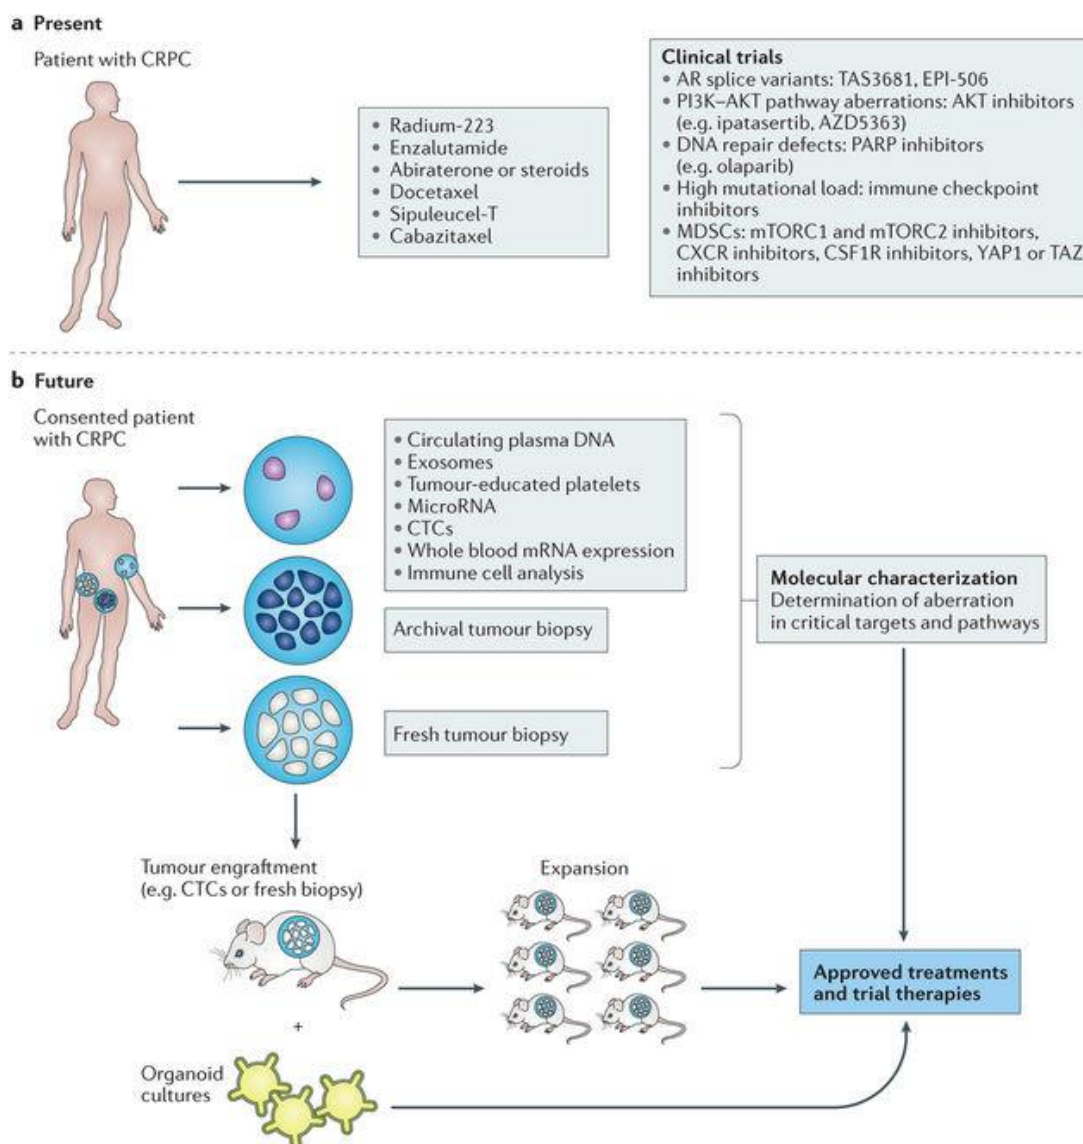 a Present
Patient with CRPC
• Radium-223
• Enzalutamide
• Abiraterone or steroids
• Docetaxel
• Sipuleucel-T
• Cabazitaxel
Clinical trials
• AR splice variants: TAS3681, EPI-506
• PI3K–AKT pathway aberrations: AKT inhibitors
(e.g. ipatasertib, AZD5363)
• DNA repair defects: PARP inhibitors
(e.g. olaparib)
• High mutational load: immune checkpoint
inhibitors
• MDSCs: mTORC1 and mTORC2 inhibitors,
CXCR inhibitors, CSF1R inhibitors, YAP1 or TAZ
inhibitors
b Future
Consented patient
with CRPC
• Circulating plasma DNA
• Exosomes
• Tumour-educated platelets
• MicroRNA
• CTCs
• Whole blood mRNA expression
• Immune cell analysis
Archival tumour biopsy
Fresh tumour biopsy
Molecular characterization
Determination of aberration
in critical targets and pathways
Tumour engraftment
(e.g. CTCs or fresh biopsy)
Expansion
+
Approved treatments
and trial therapies
Organoid
cultures